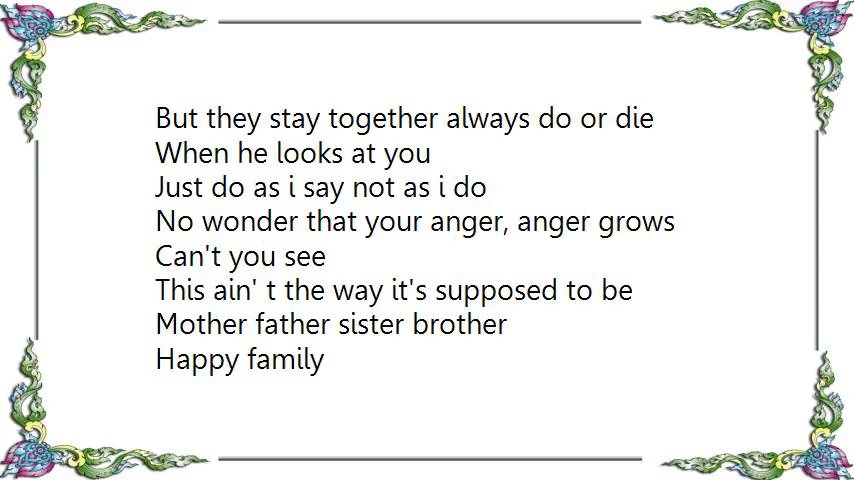 But they stay together always do or die
When he looks at you
Just do as i say not as i do
No wonder that your anger, anger grows
Can't you see
This ain' t the way it's supposed to be
Mother father sister brother
Happy family